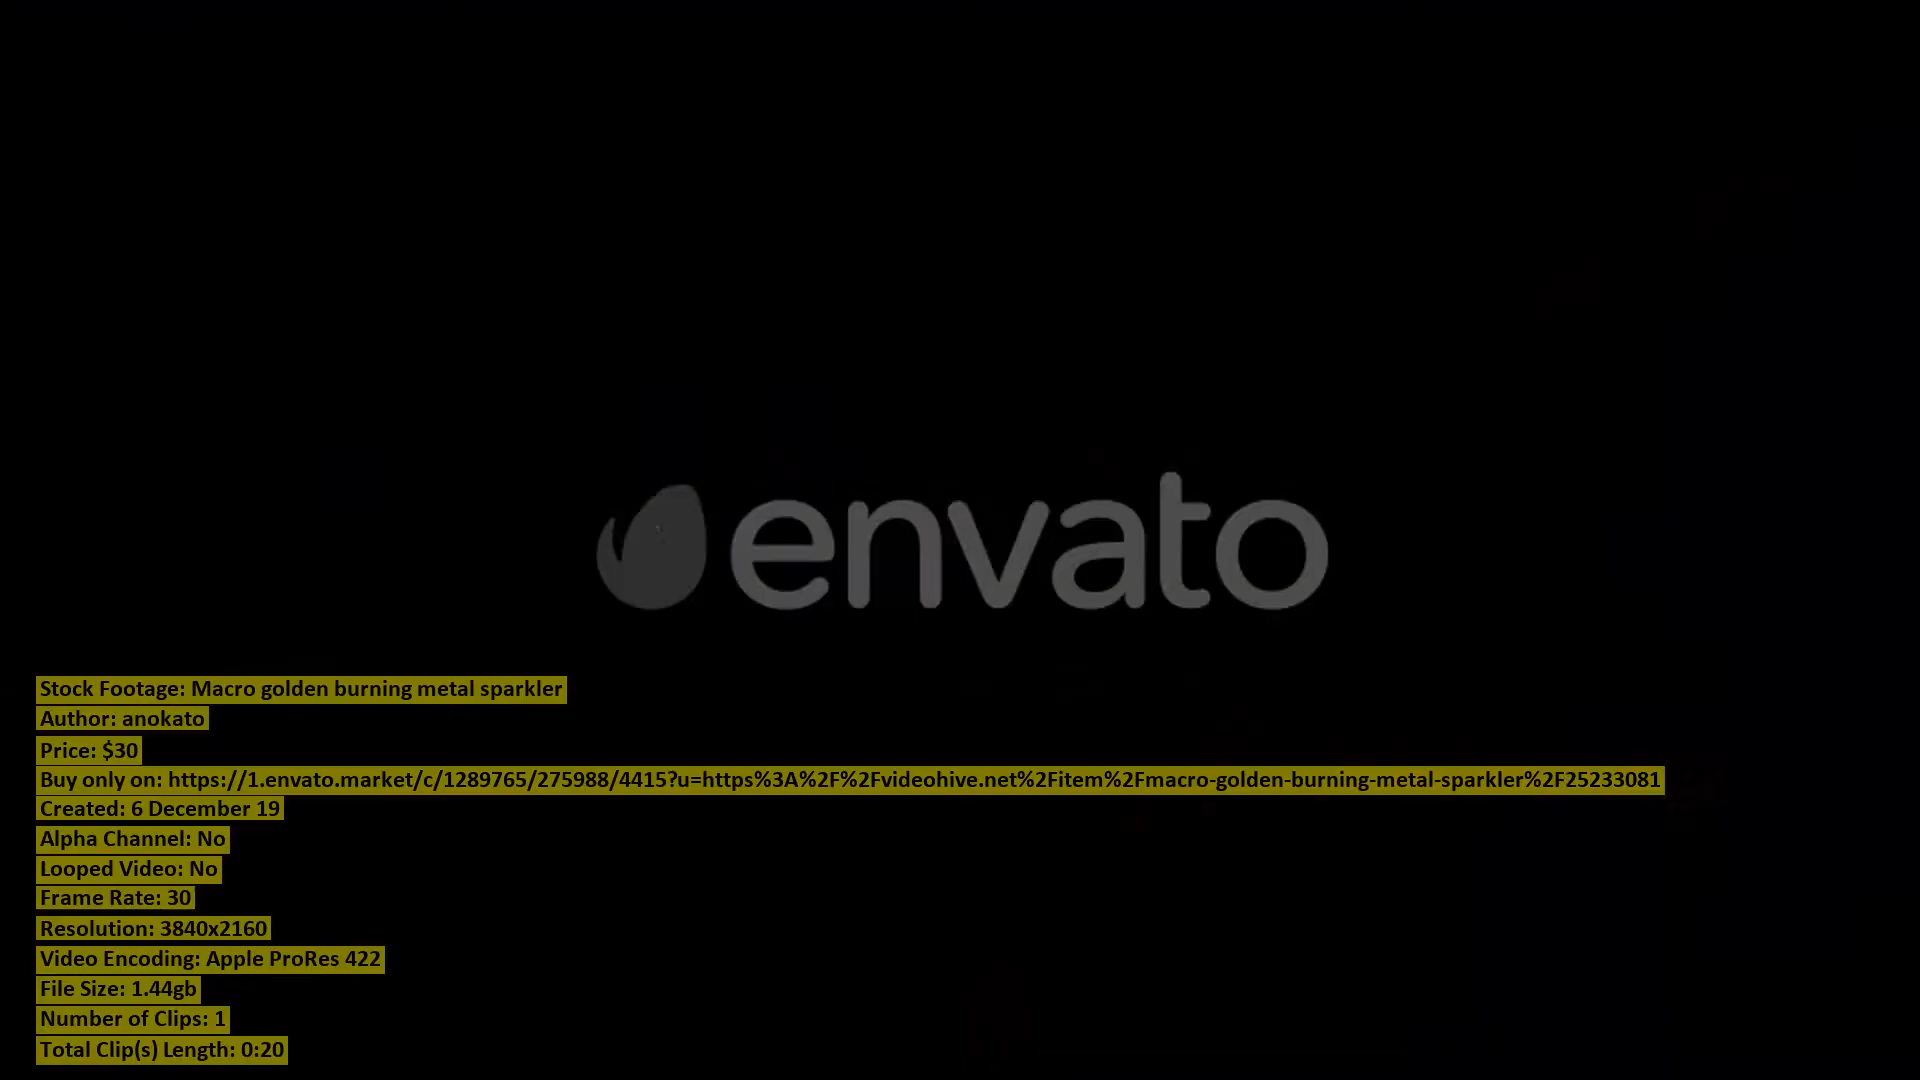 envato
Stock Footage: Macro golden burning metal sparkler
Author: anokato
Price: $30
Buy only on: https://1.envato.market/c/1289765/275988/4415?u=https%3A%2F%2Fvideohive.net%2Fitem%2Fmacro-golden-burning-metal-sparkler%2F25233081
Created: 6 December 19
Alpha Channel: No
Looped Video: No
Frame Rate: 30
Resolution: 3840x2160
Video Encoding: Apple ProRes 422
File Size: 1.44gb
Number of Clips: 1
Total Clip(s) Length: 0:20